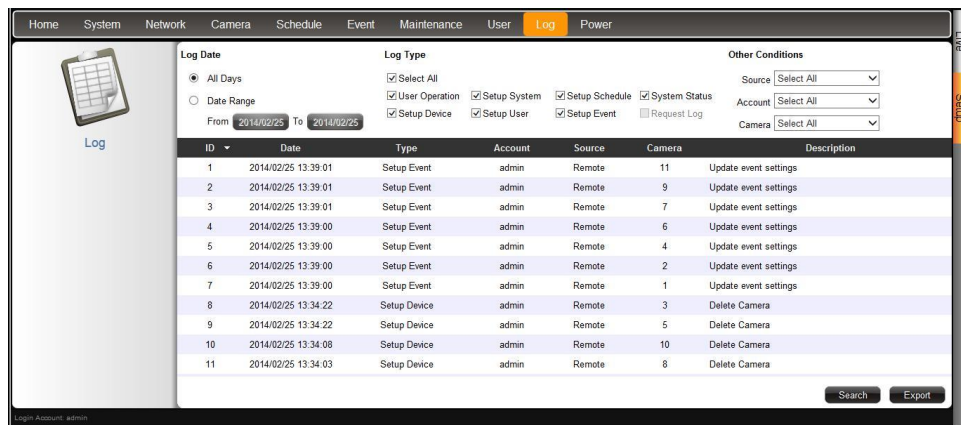 Home System Network Camera Schedule Event Maintenance User Log Power
Live
Setup
Log
Log Date
All Days
Date Range
From 2014/02/25 To 2014/02/25
Log Type
Select All
User Operation Setup System Setup Schedule System Status
Setup Device Setup User Setup Event Request Log
Other Conditions
Source Select All
Account Select All
Camera Select All
ID Date Type Account Source Camera Description
1 2014/02/25 13:39:01 Setup Event admin Remote 11 Update event settings
2 2014/02/25 13:39:01 Setup Event admin Remote 9 Update event settings
3 2014/02/25 13:39:01 Setup Event admin Remote 7 Update event settings
4 2014/02/25 13:39:00 Setup Event admin Remote 6 Update event settings
5 2014/02/25 13:39:00 Setup Event admin Remote 4 Update event settings
6 2014/02/25 13:39:00 Setup Event admin Remote 2 Update event settings
7 2014/02/25 13:39:00 Setup Event admin Remote 1 Update event settings
8 2014/02/25 13:34:22 Setup Device admin Remote 3 Delete Camera
9 2014/02/25 13:34:22 Setup Device admin Remote 5 Delete Camera
10 2014/02/25 13:34:08 Setup Device admin Remote 10 Delete Camera
11 2014/02/25 13:34:03 Setup Device admin Remote 8 Delete Camera
Search Export
Login Account: admin